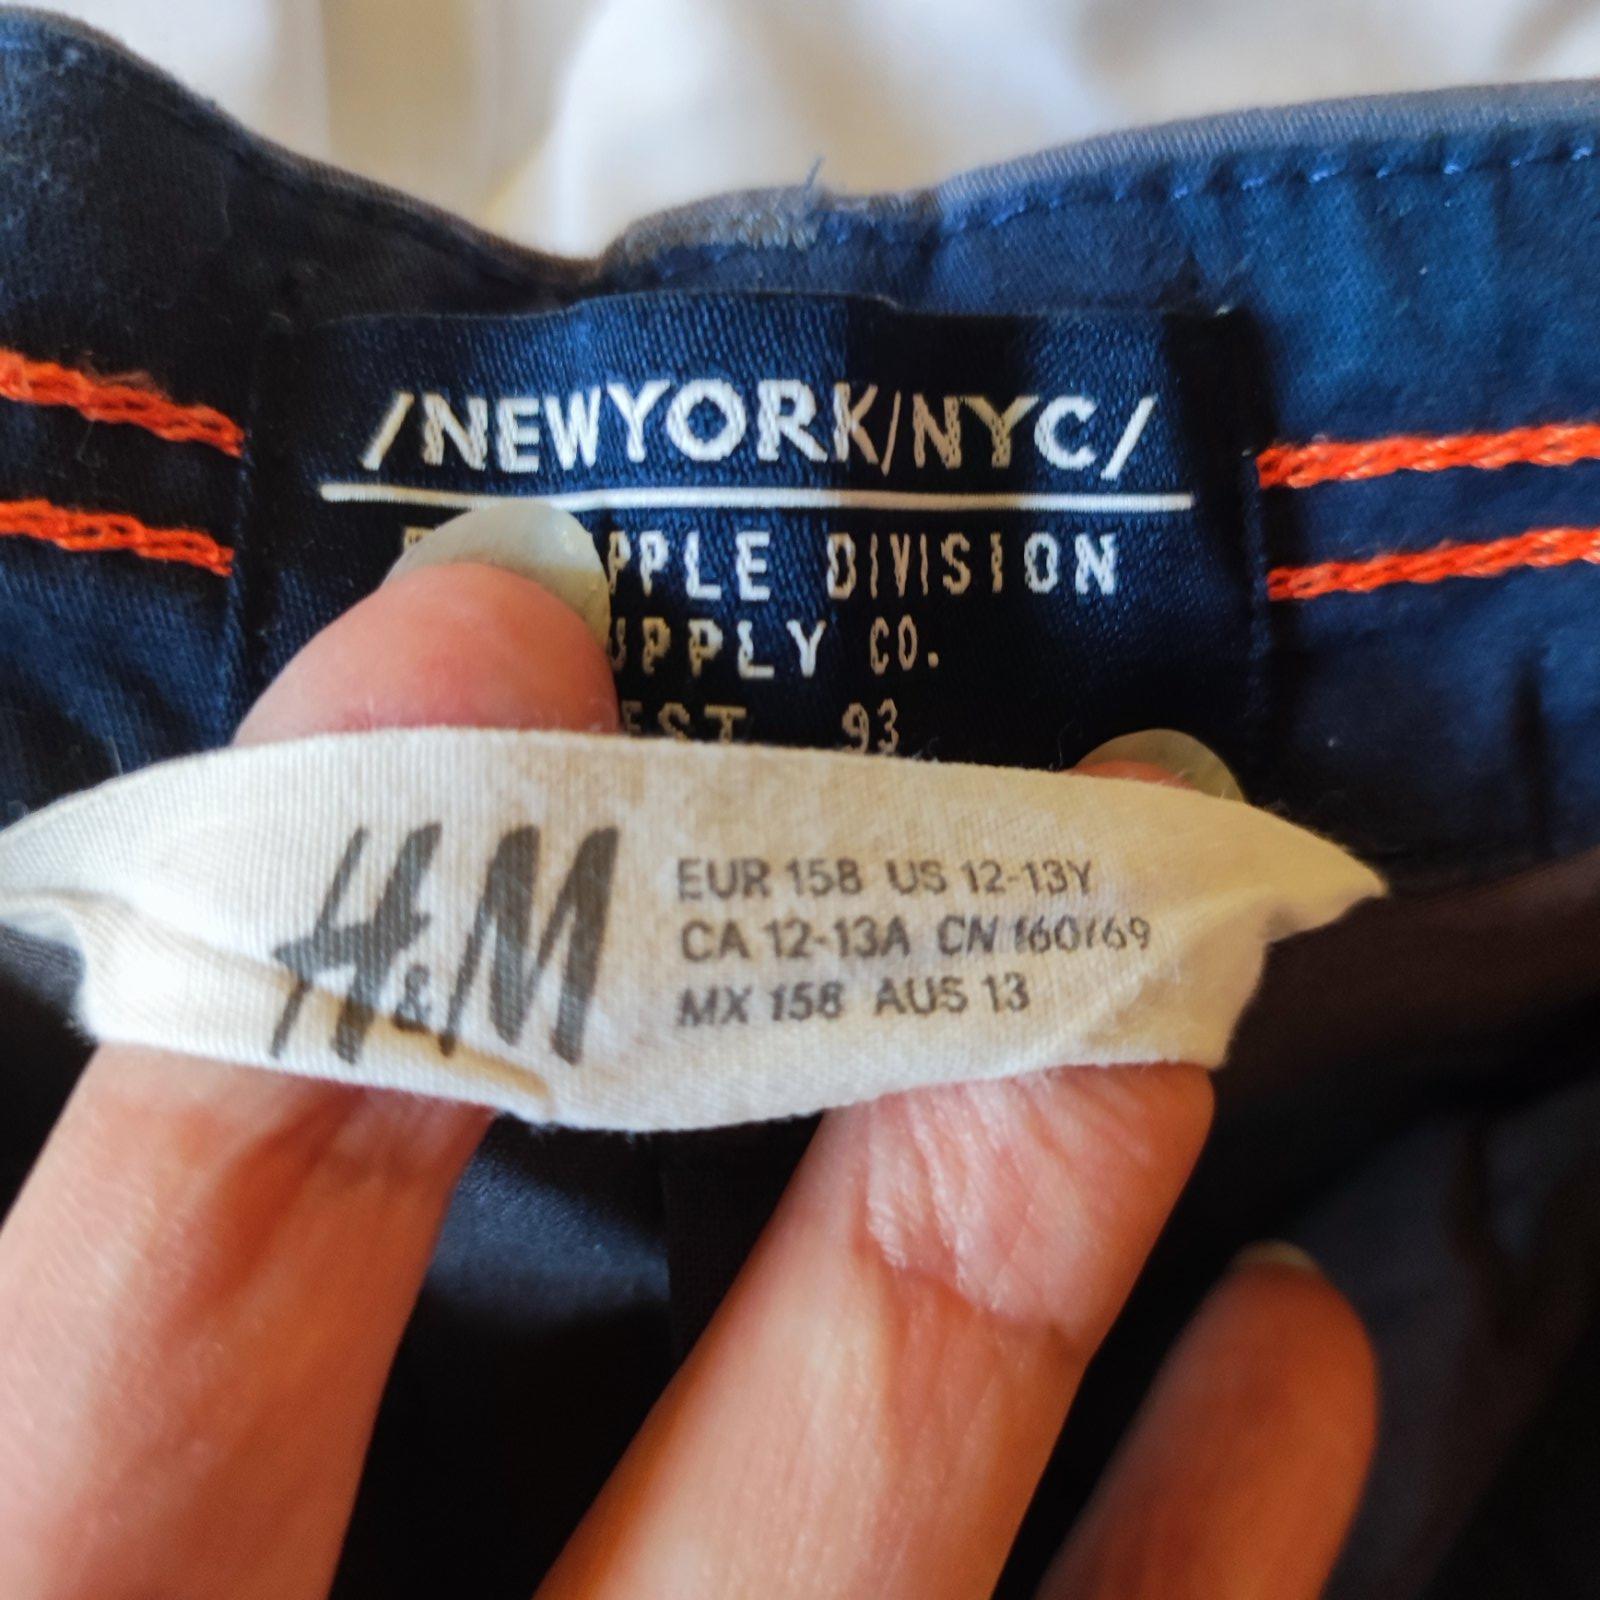 /NEWYORK/NYC/
DIVISION
CO.
EST. 93
H&M
EUR 158 US 12-13Y
CA 12-13A CN 160/69
MX 158 AUS 13